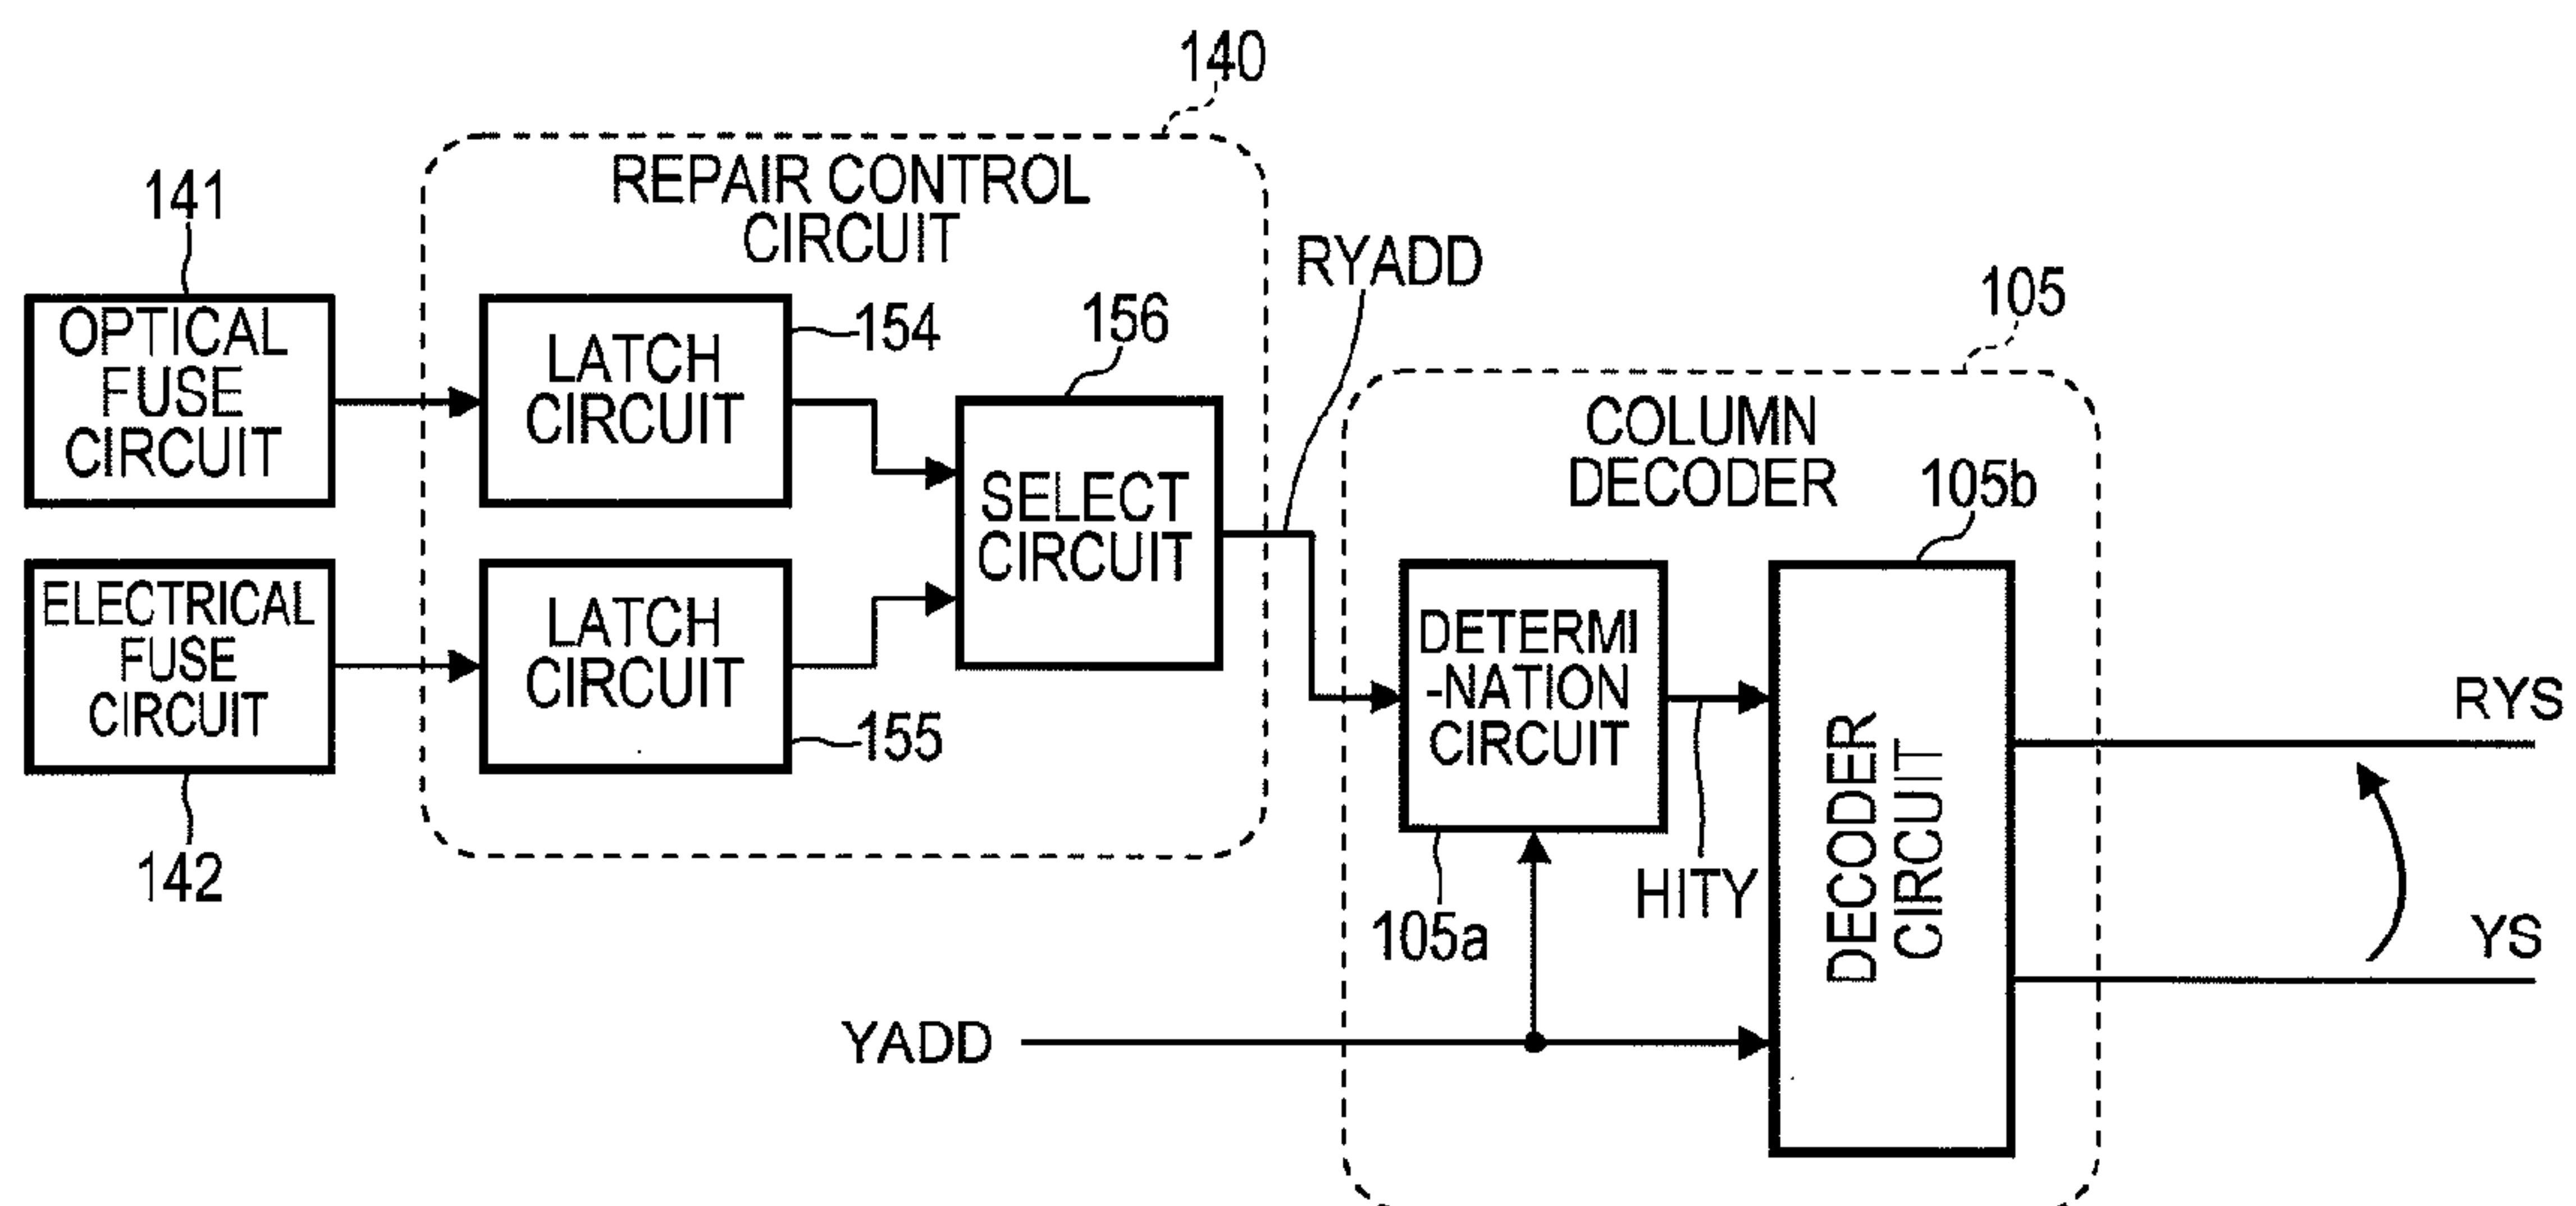 140
REPAIR CONTROL
CIRCUIT
141
OPTICAL
FUSE
CIRCUIT
LATCH
CIRCUIT
154
156
SELECT
CIRCUIT
RYADD
105
COLUMN
DECODER
105b
ELECTRICAL
FUSE
CIRCUIT
142
LATCH
CIRCUIT
155
DETERMI
-NATION
CIRCUIT
105a
HITY
DECODER
CIRCUIT
RYS
YS
YADD